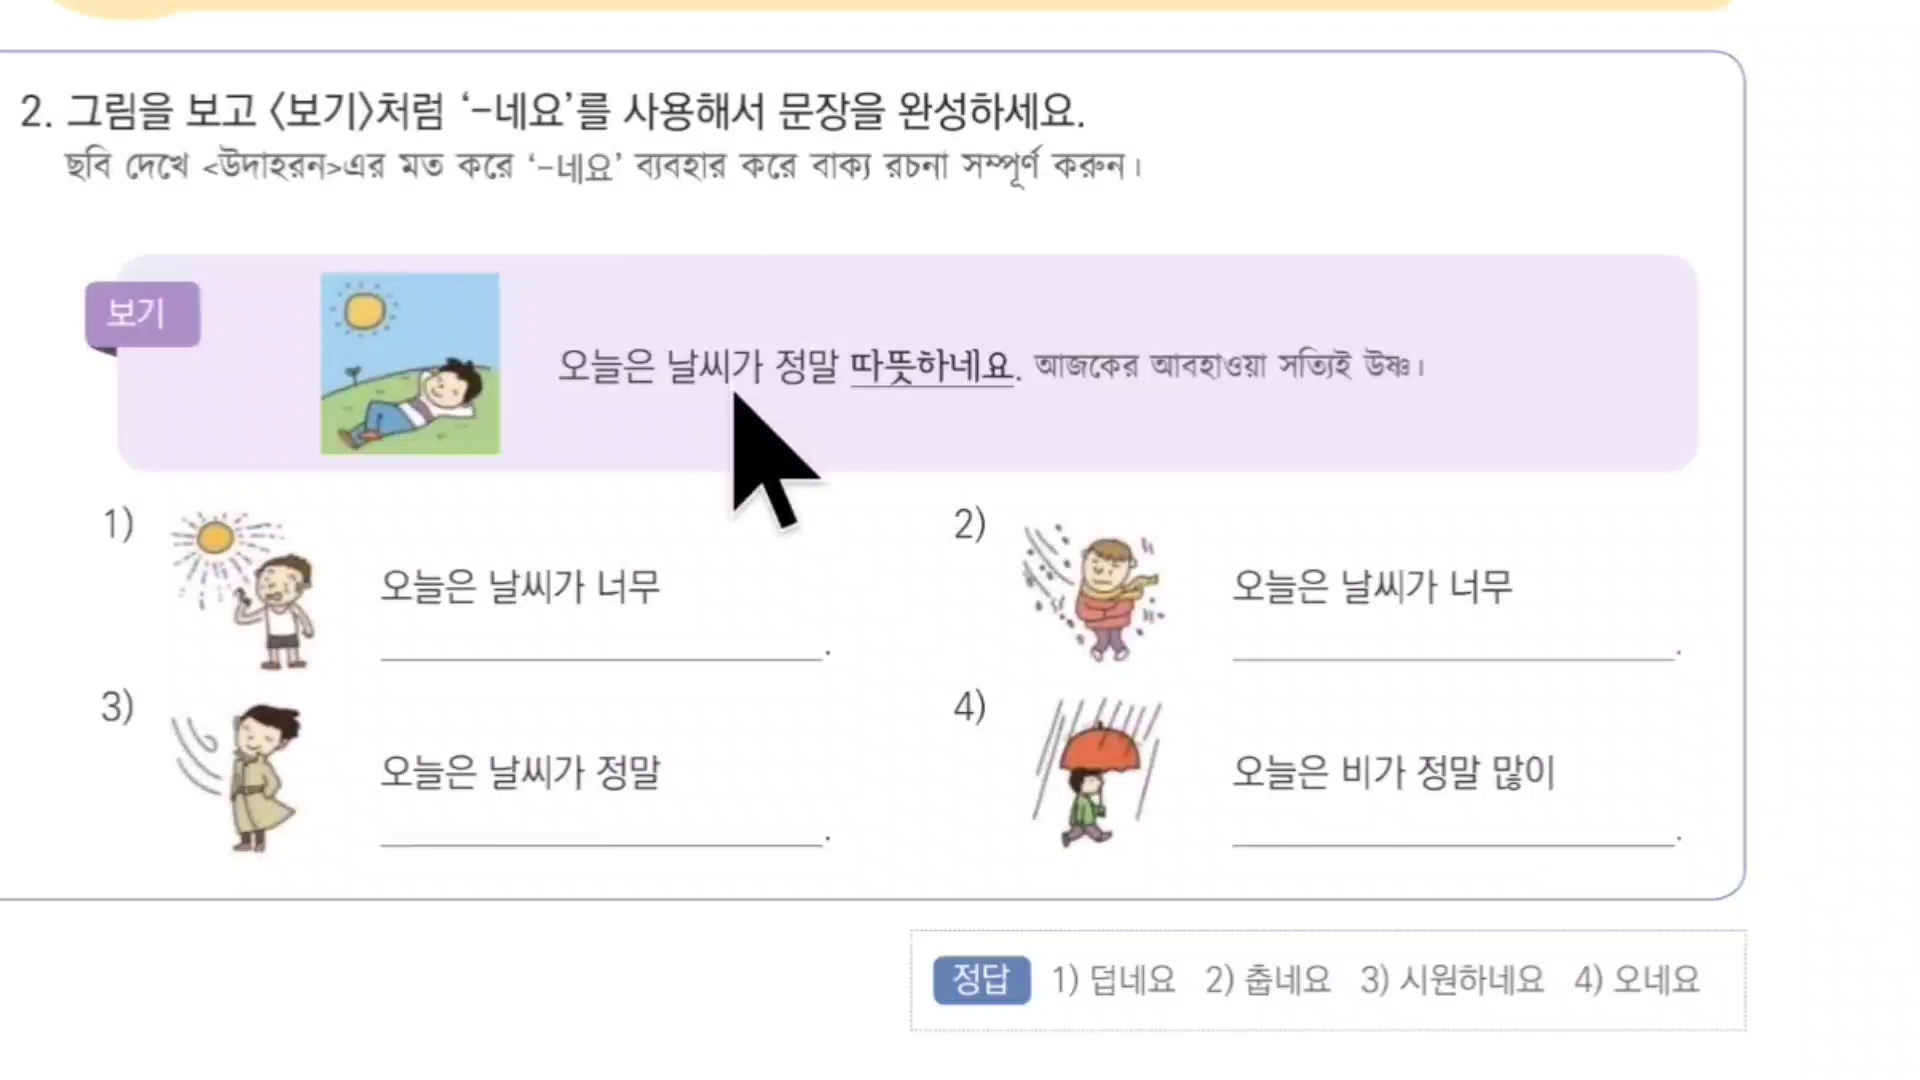 2. 그림을 보고 〈보기〉처럼 ‘-네요’를 사용해서 문장을 완성하세요.
ছবি দেখে <উদাহরন>এর মত করে ‘-네요’ ব্যবহার করে বাক্য রচনা সম্পূর্ণ করুন।
보기
오늘은 날씨가 정말 따뜻하네요. আজকের আবহাওয়া সত্যিই উষ্ণ।
1) 오늘은 날씨가 너무 .
2) 오늘은 날씨가 너무 .
3) 오늘은 날씨가 정말 .
4) 오늘은 비가 정말 많이 .
정답 1) 덥네요 2) 춥네요 3) 시원하네요 4) 오네요